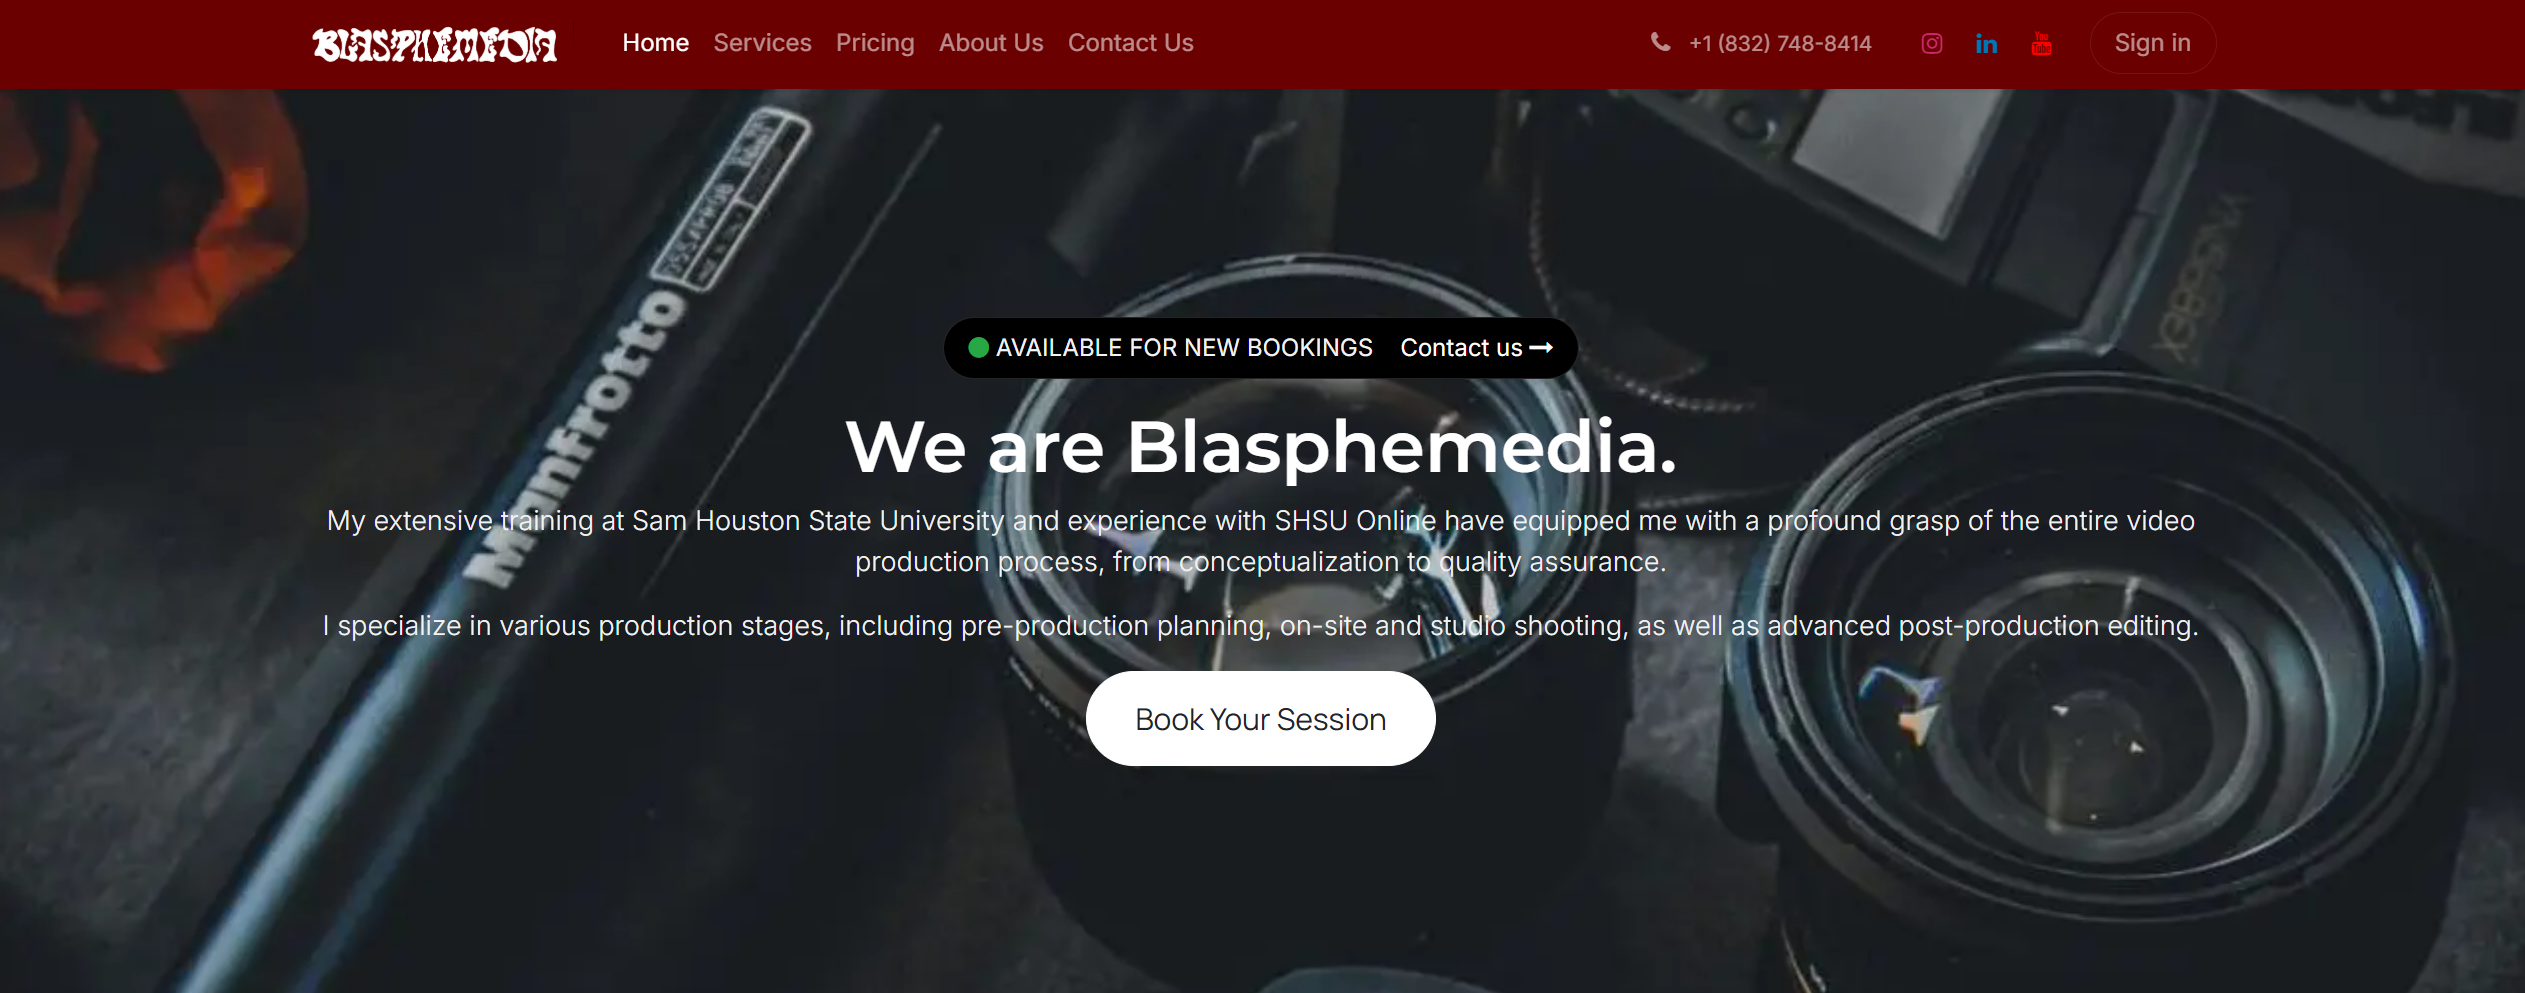 BLASPHEMEDIA
Home Services Pricing About Us Contact Us
+1 (832) 748-8414
You Tube
Sign in
AVAILABLE FOR NEW BOOKINGS Contact us
We are Blasphemedia.
My extensive training at Sam Houston State University and experience with SHSU Online have equipped me with a profound grasp of the entire video
production process, from conceptualization to quality assurance.
I specialize in various production stages, including pre-production planning, on-site and studio shooting, as well as advanced post-production editing.
Book Your Session
Manfrotto